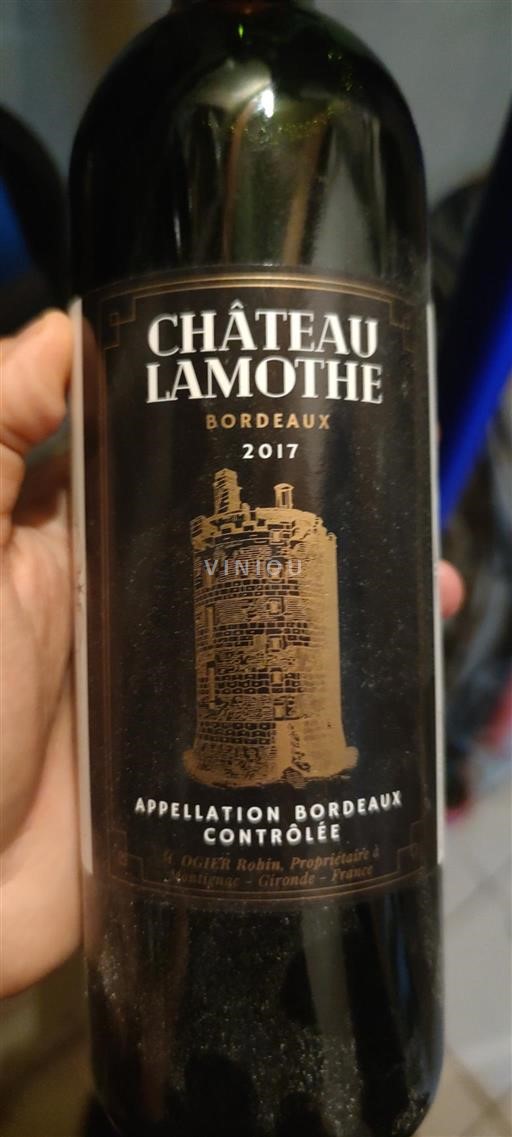 CHÂTEAU
LAMOTHE
BORDEAUX
2017
VINIOU
APPELLATION BORDEAUX
CONTRÔLÉE
OGIER Robin, Propriétaire à
Montignac - Gironde - France